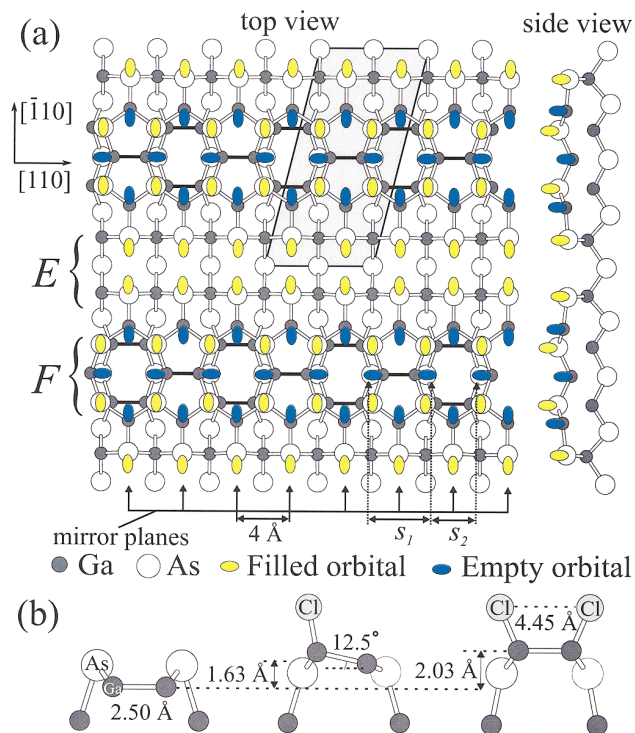 top view
side view
(a)
[1̄10]
[110]
E
F
mirror planes
4 Å
s₁
s₂
Ga As Filled orbital Empty orbital
(b)
Cl
Cl Cl
4.45 Å
12.5°
As
1.63 Å
2.03 Å
Ga
2.50 Å